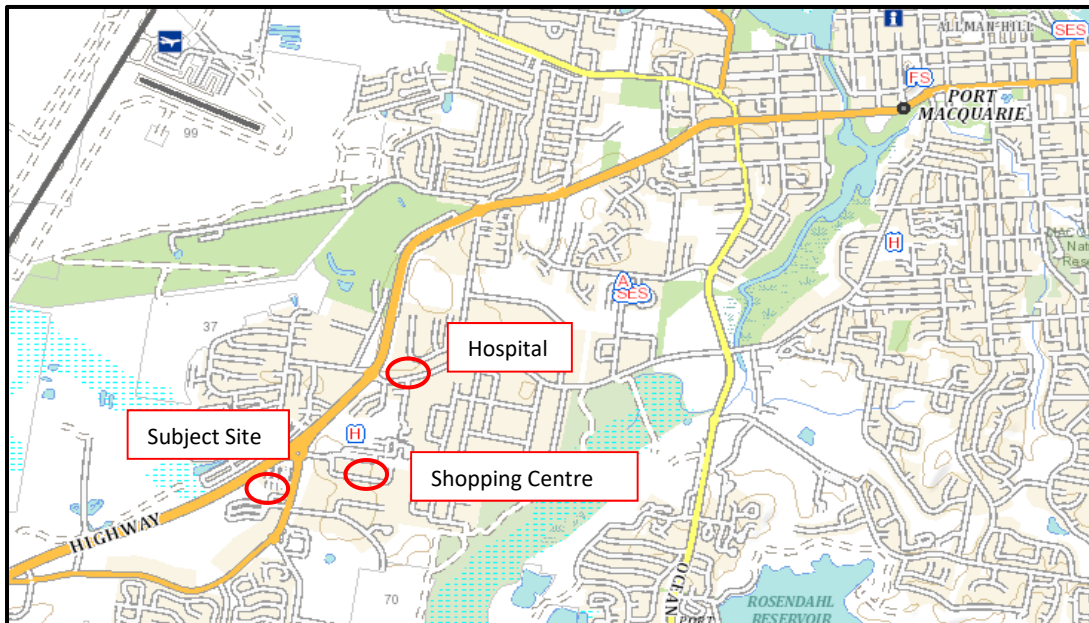 ALLMAN HILL
SES
FS
PORT
MACQUARIE
99
H
A
SES
37
Hospital
Subject Site
H
Shopping Centre
HIGHWAY
OCEAN
70
ROSENDAHL
RESERVOIR
PORT